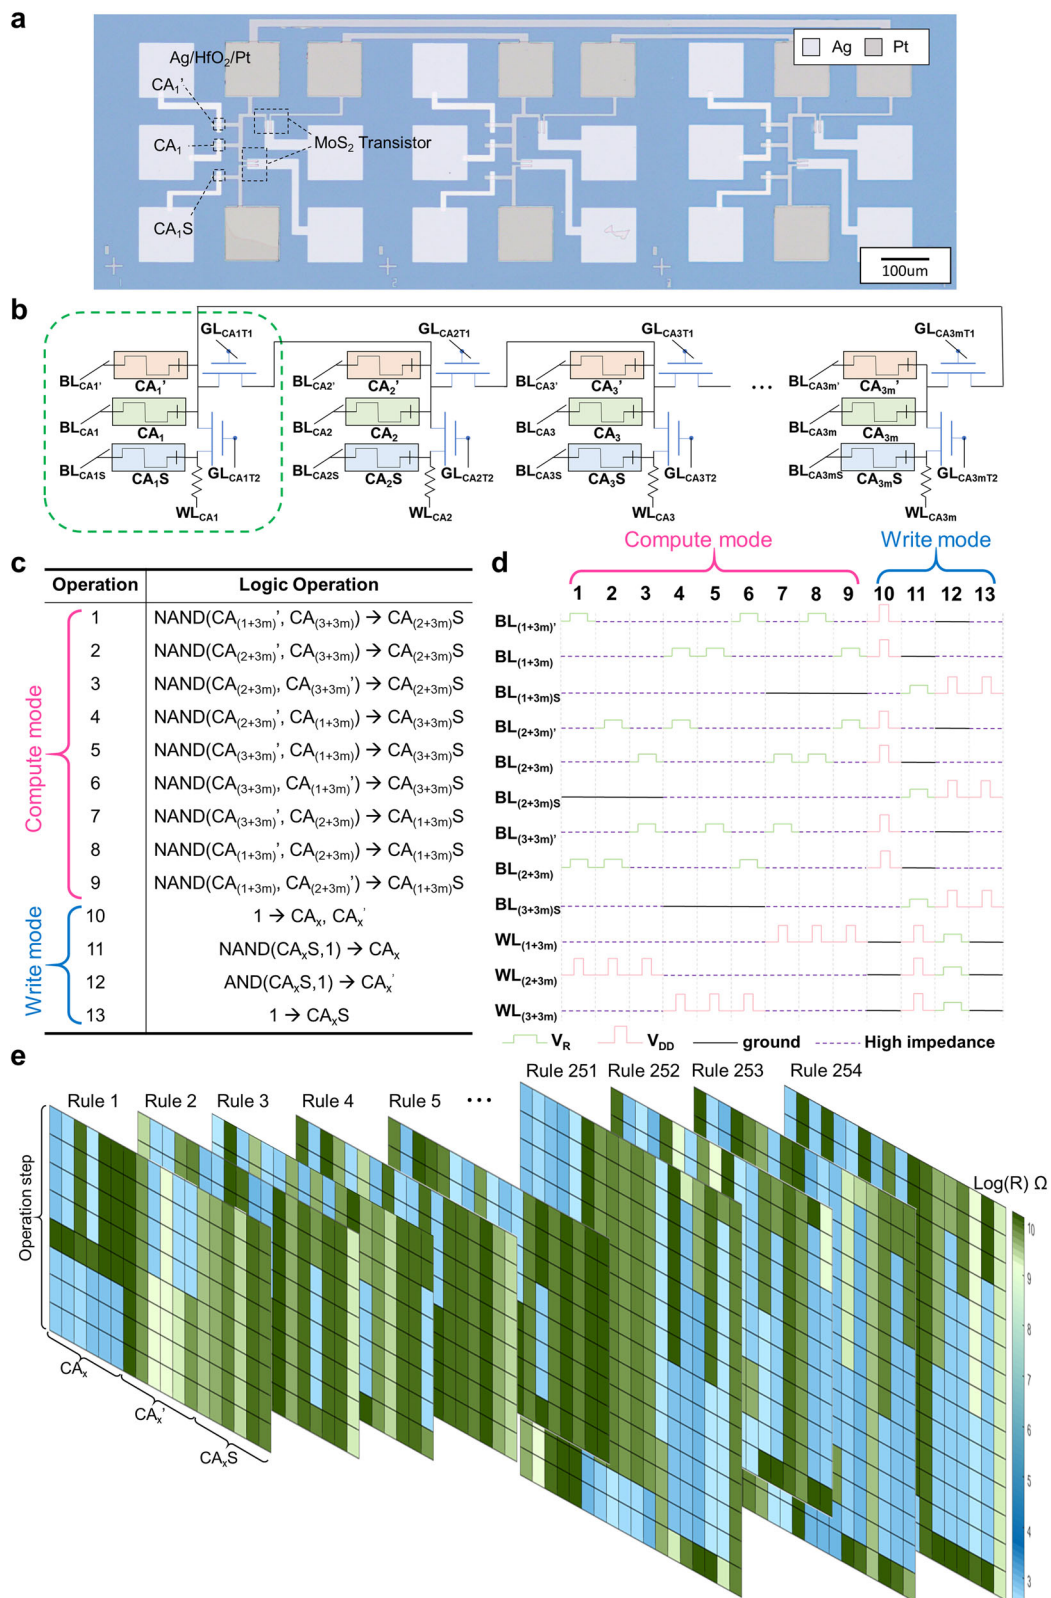 a
Ag/HfO2/Pt
CA1'
CA1
CA1S
MoS2 Transistor
Ag
Pt
100um
1
2
3
b
GLCA1T1
GLCA2T1
GLCA3T1
GLCA3mT1
BLCA1'
CA1'
BLCA2'
CA2'
BLCA3'
CA3'
...
BLCA3m'
CA3m'
BLCA1
CA1
BLCA2
CA2
BLCA3
CA3
BLCA3m
CA3m
BLCA1S
CA1S
GLCA1T2
BLCA2S
CA2S
GLCA2T2
BLCA3S
CA3S
GLCA3T2
BLCA3mS
CA3mS
GLCA3mT2
WLCA1
WLCA2
WLCA3
WLCA3m
c
Operation Logic Operation
Compute mode
1 NAND(CA(1+3m)', CA(3+3m)) → CA(2+3m)S
2 NAND(CA(2+3m)', CA(3+3m)) → CA(2+3m)S
3 NAND(CA(2+3m), CA(3+3m)') → CA(2+3m)S
4 NAND(CA(2+3m)', CA(1+3m)) → CA(3+3m)S
5 NAND(CA(3+3m)', CA(1+3m)) → CA(3+3m)S
6 NAND(CA(3+3m), CA(1+3m)') → CA(3+3m)S
7 NAND(CA(3+3m)', CA(2+3m)) → CA(1+3m)S
8 NAND(CA(1+3m)', CA(2+3m)) → CA(1+3m)S
9 NAND(CA(1+3m), CA(2+3m)') → CA(1+3m)S
Write mode
10 1 → CAx, CAx'
11 NAND(CAxS,1) → CAx
12 AND(CAxS,1) → CAx'
13 1 → CAxS
d
Compute mode
Write mode
1 2 3 4 5 6 7 8 9 10 11 12 13
BL(1+3m)'
BL(1+3m)
BL(1+3m)S
BL(2+3m)'
BL(2+3m)
BL(2+3m)S
BL(3+3m)'
BL(2+3m)
BL(3+3m)S
WL(1+3m)
WL(2+3m)
WL(3+3m)
VR
VDD
ground
High impedance
e
Rule 1
Rule 2
Rule 3
Rule 4
Rule 5
...
Rule 251
Rule 252
Rule 253
Rule 254
Operation step
CAx
CAx'
CAxS
Log(R) Ω
10
9
8
7
6
5
4
3